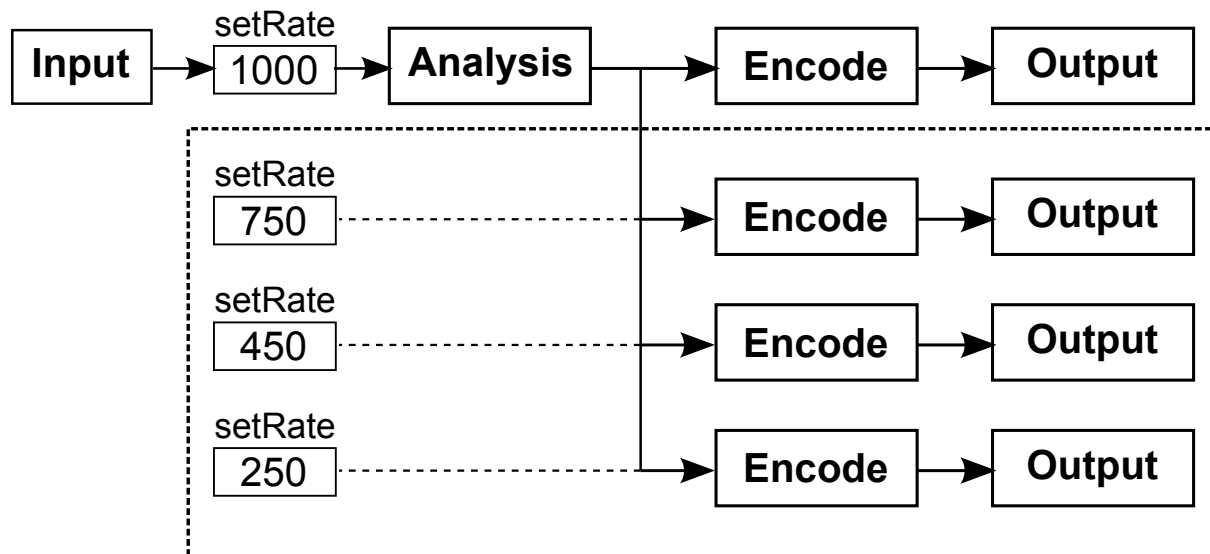 setRate
Input 1000 Analysis Encode Output
setRate
750 Encode Output
setRate
450 Encode Output
setRate
250 Encode Output